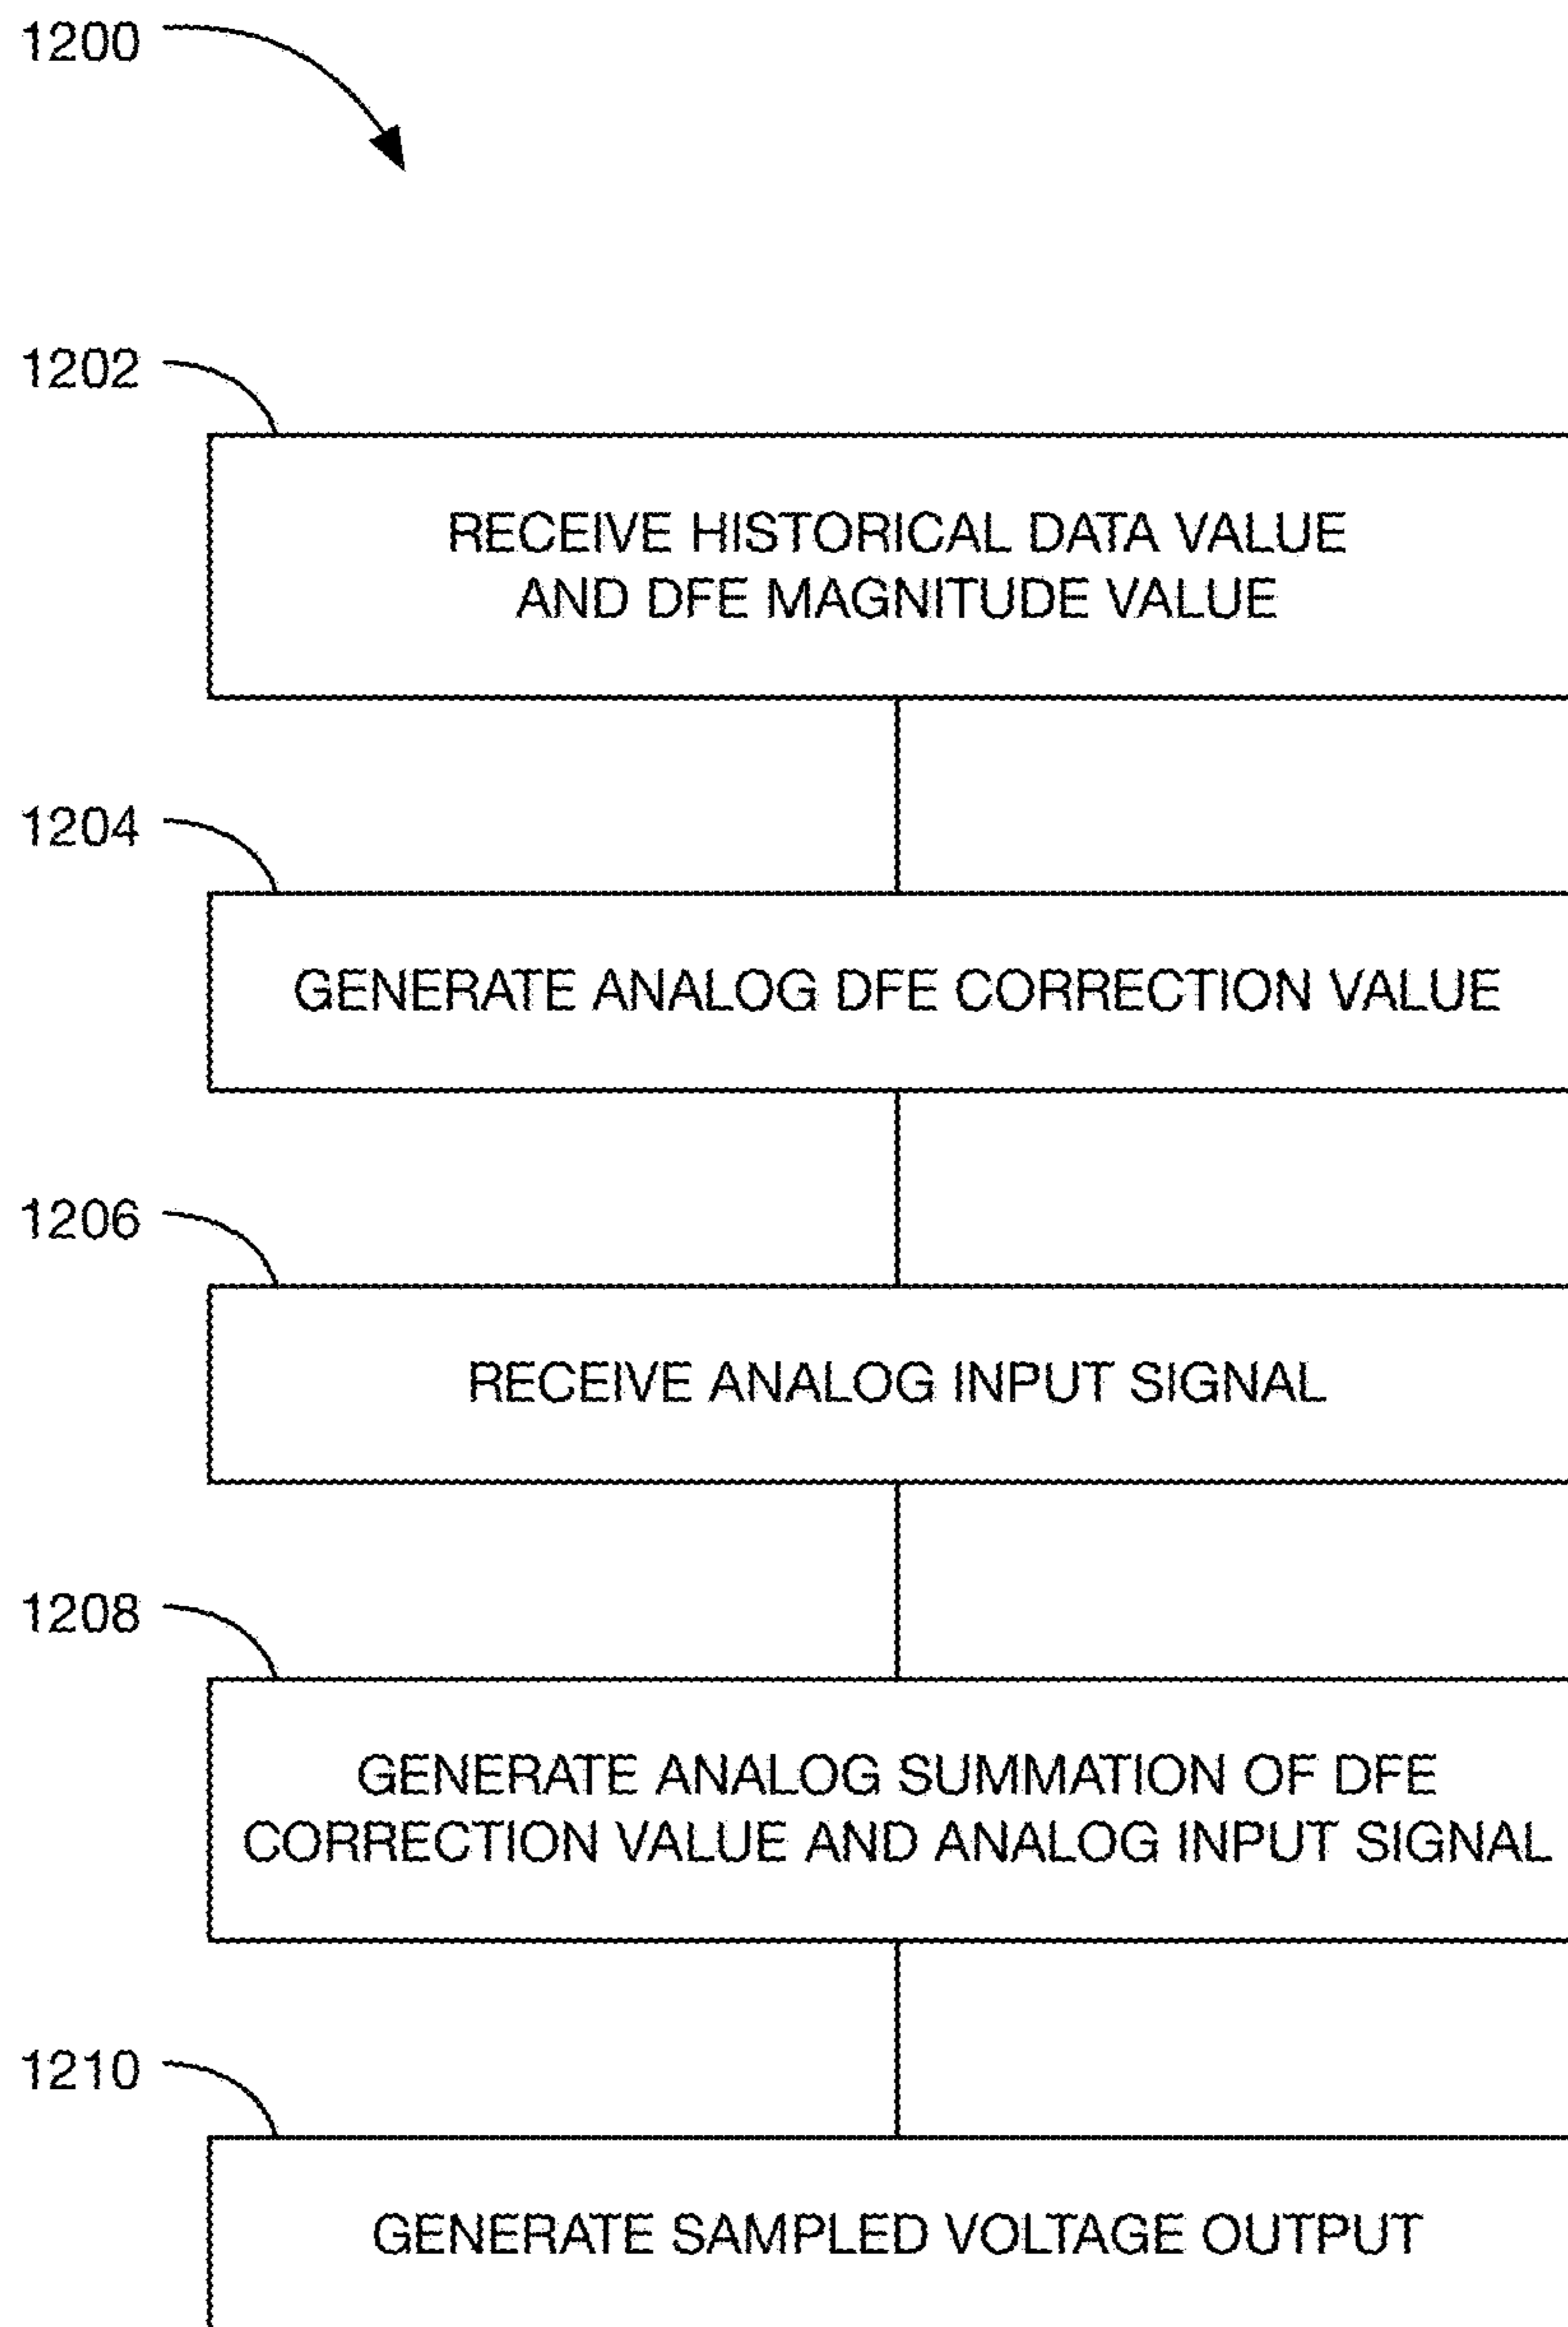 1200
1202
RECEIVE HISTORICAL DATA VALUE
AND DFE MAGNITUDE VALUE
1204
GENERATE ANALOG DFE CORRECTION VALUE
1206
RECEIVE ANALOG INPUT SIGNAL
1208
GENERATE ANALOG SUMMATION OF DFE
CORRECTION VALUE AND ANALOG INPUT SIGNAL
1210
GENERATE SAMPLED VOLTAGE OUTPUT